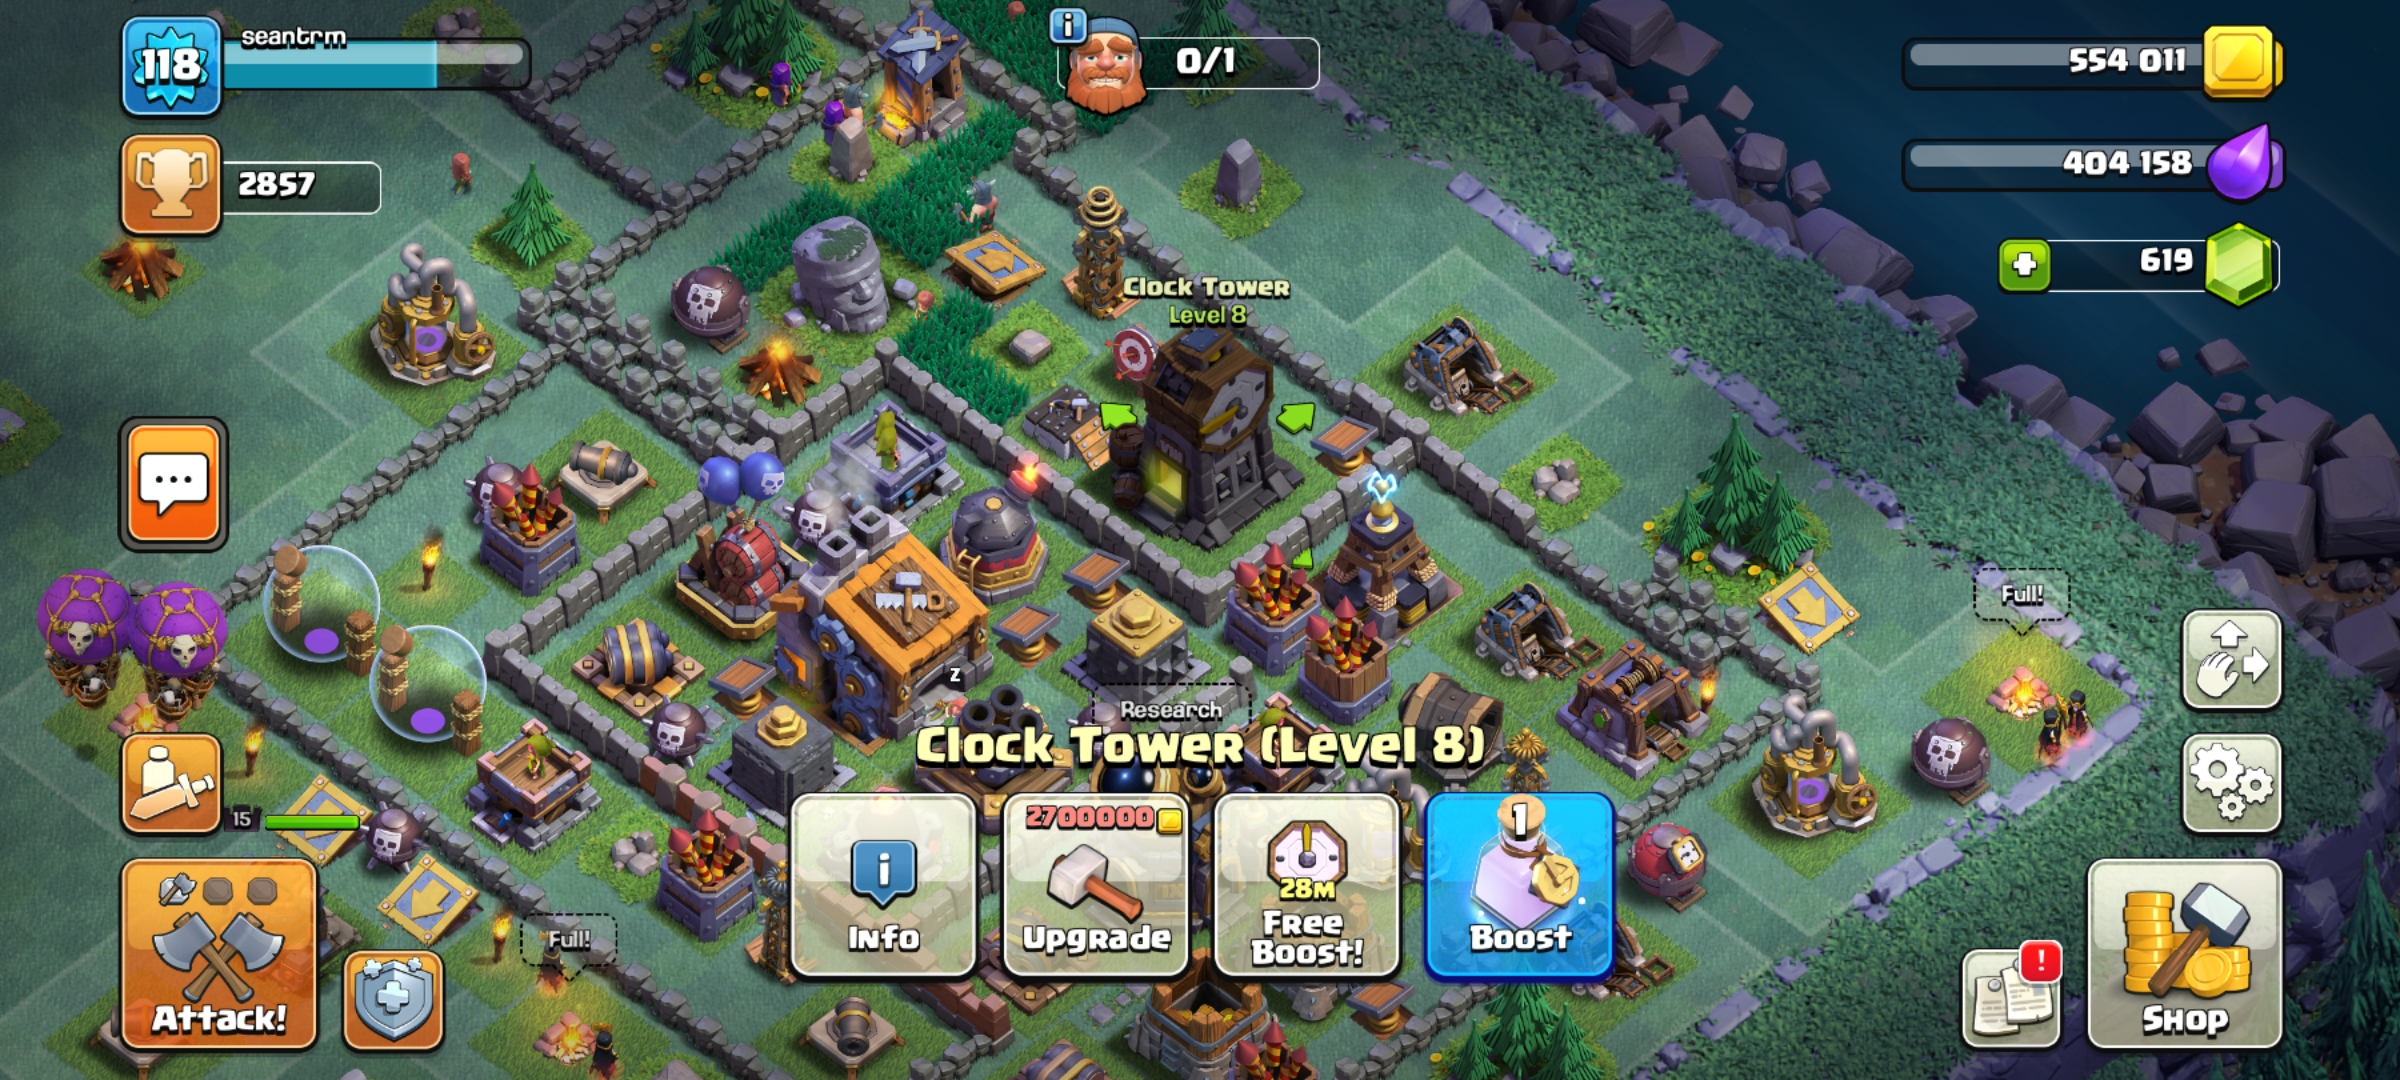 118
seantrm
0/1
554 011
2857
404 158
619
Clock Tower
Level 8
Full!
z
Research
Clock Tower (Level 8)
15
1
2700000
28M
Info
Upgrade
Free
Boost!
Boost
Full!
!
Attack!
Shop